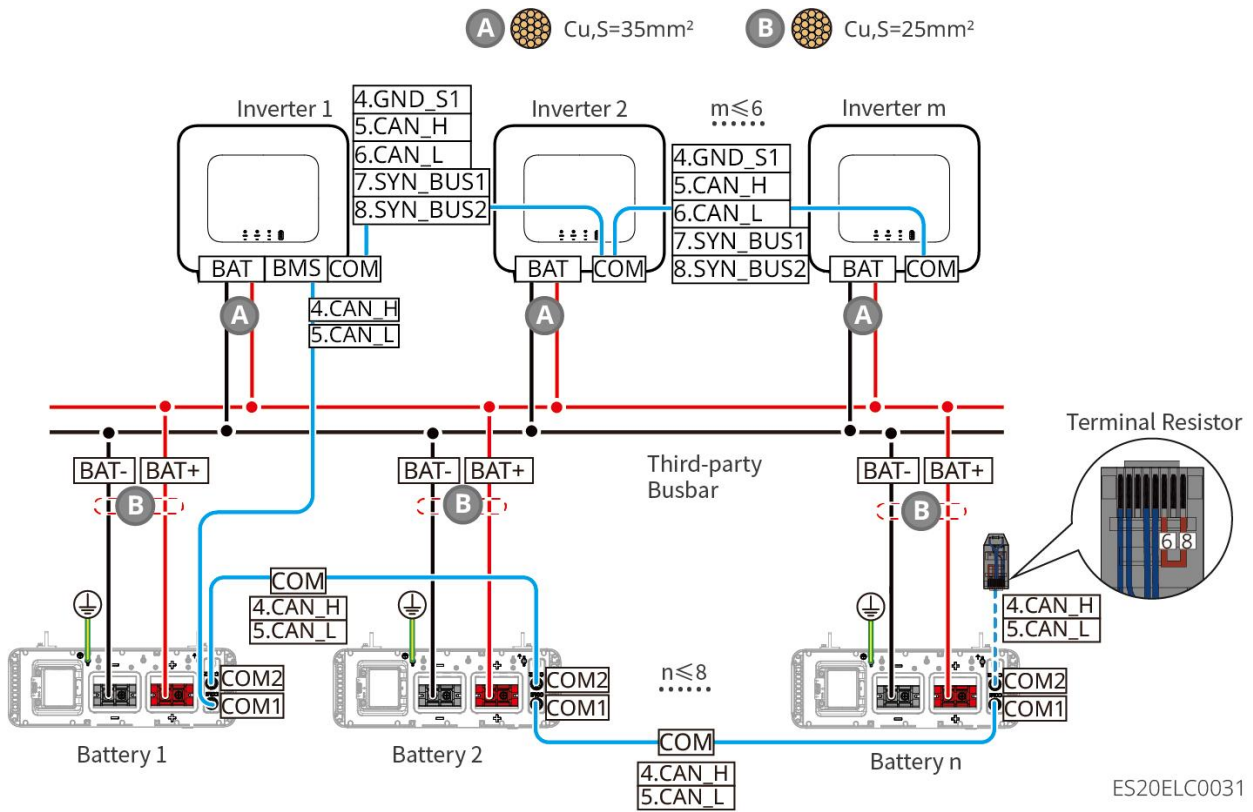 A Cu,S=35mm²
B Cu,S=25mm²
Inverter 1
4.GND_S1
5.CAN_H
6.CAN_L
7.SYN_BUS1
8.SYN_BUS2
Inverter 2
m≤6
4.GND_S1
5.CAN_H
6.CAN_L
7.SYN_BUS1
8.SYN_BUS2
Inverter m
BAT
BMS
COM
BAT
COM
BAT
COM
A
4.CAN_H
5.CAN_L
A
A
BAT-
BAT+
B
BAT-
BAT+
B
Third-party
Busbar
BAT-
BAT+
B
Terminal Resistor
6
8
COM
4.CAN_H
5.CAN_L
4.CAN_H
5.CAN_L
-
+
COM2
COM1
-
+
Battery 1
-
+
COM2
COM1
-
+
Battery 2
n≤8
COM
4.CAN_H
5.CAN_L
-
+
COM2
COM1
-
+
Battery n
ES20ELC0031